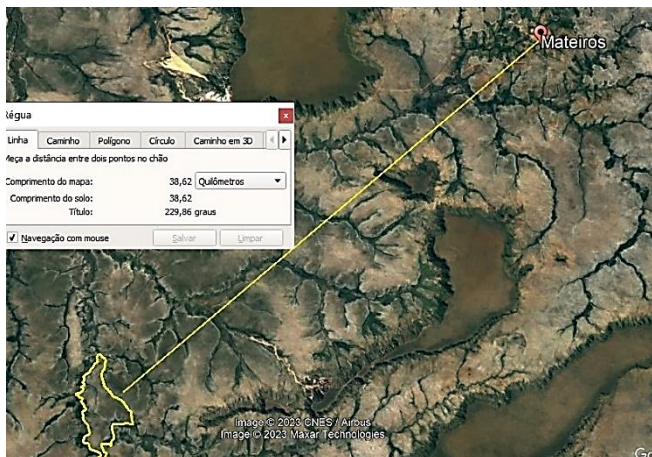 Mateiros
Régua
Linha Caminho Polígono Círculo Caminho em 3D
Meça a distância entre dois pontos no chão
Comprimento do mapa: 38,62 Quilômetros
Comprimento do solo: 38,62
Título: 229,86 graus
Navegação com mouse Salvar Limpar
Image © 2023 CNES / Airbus
Image © 2023 Maxar Technologies
Go